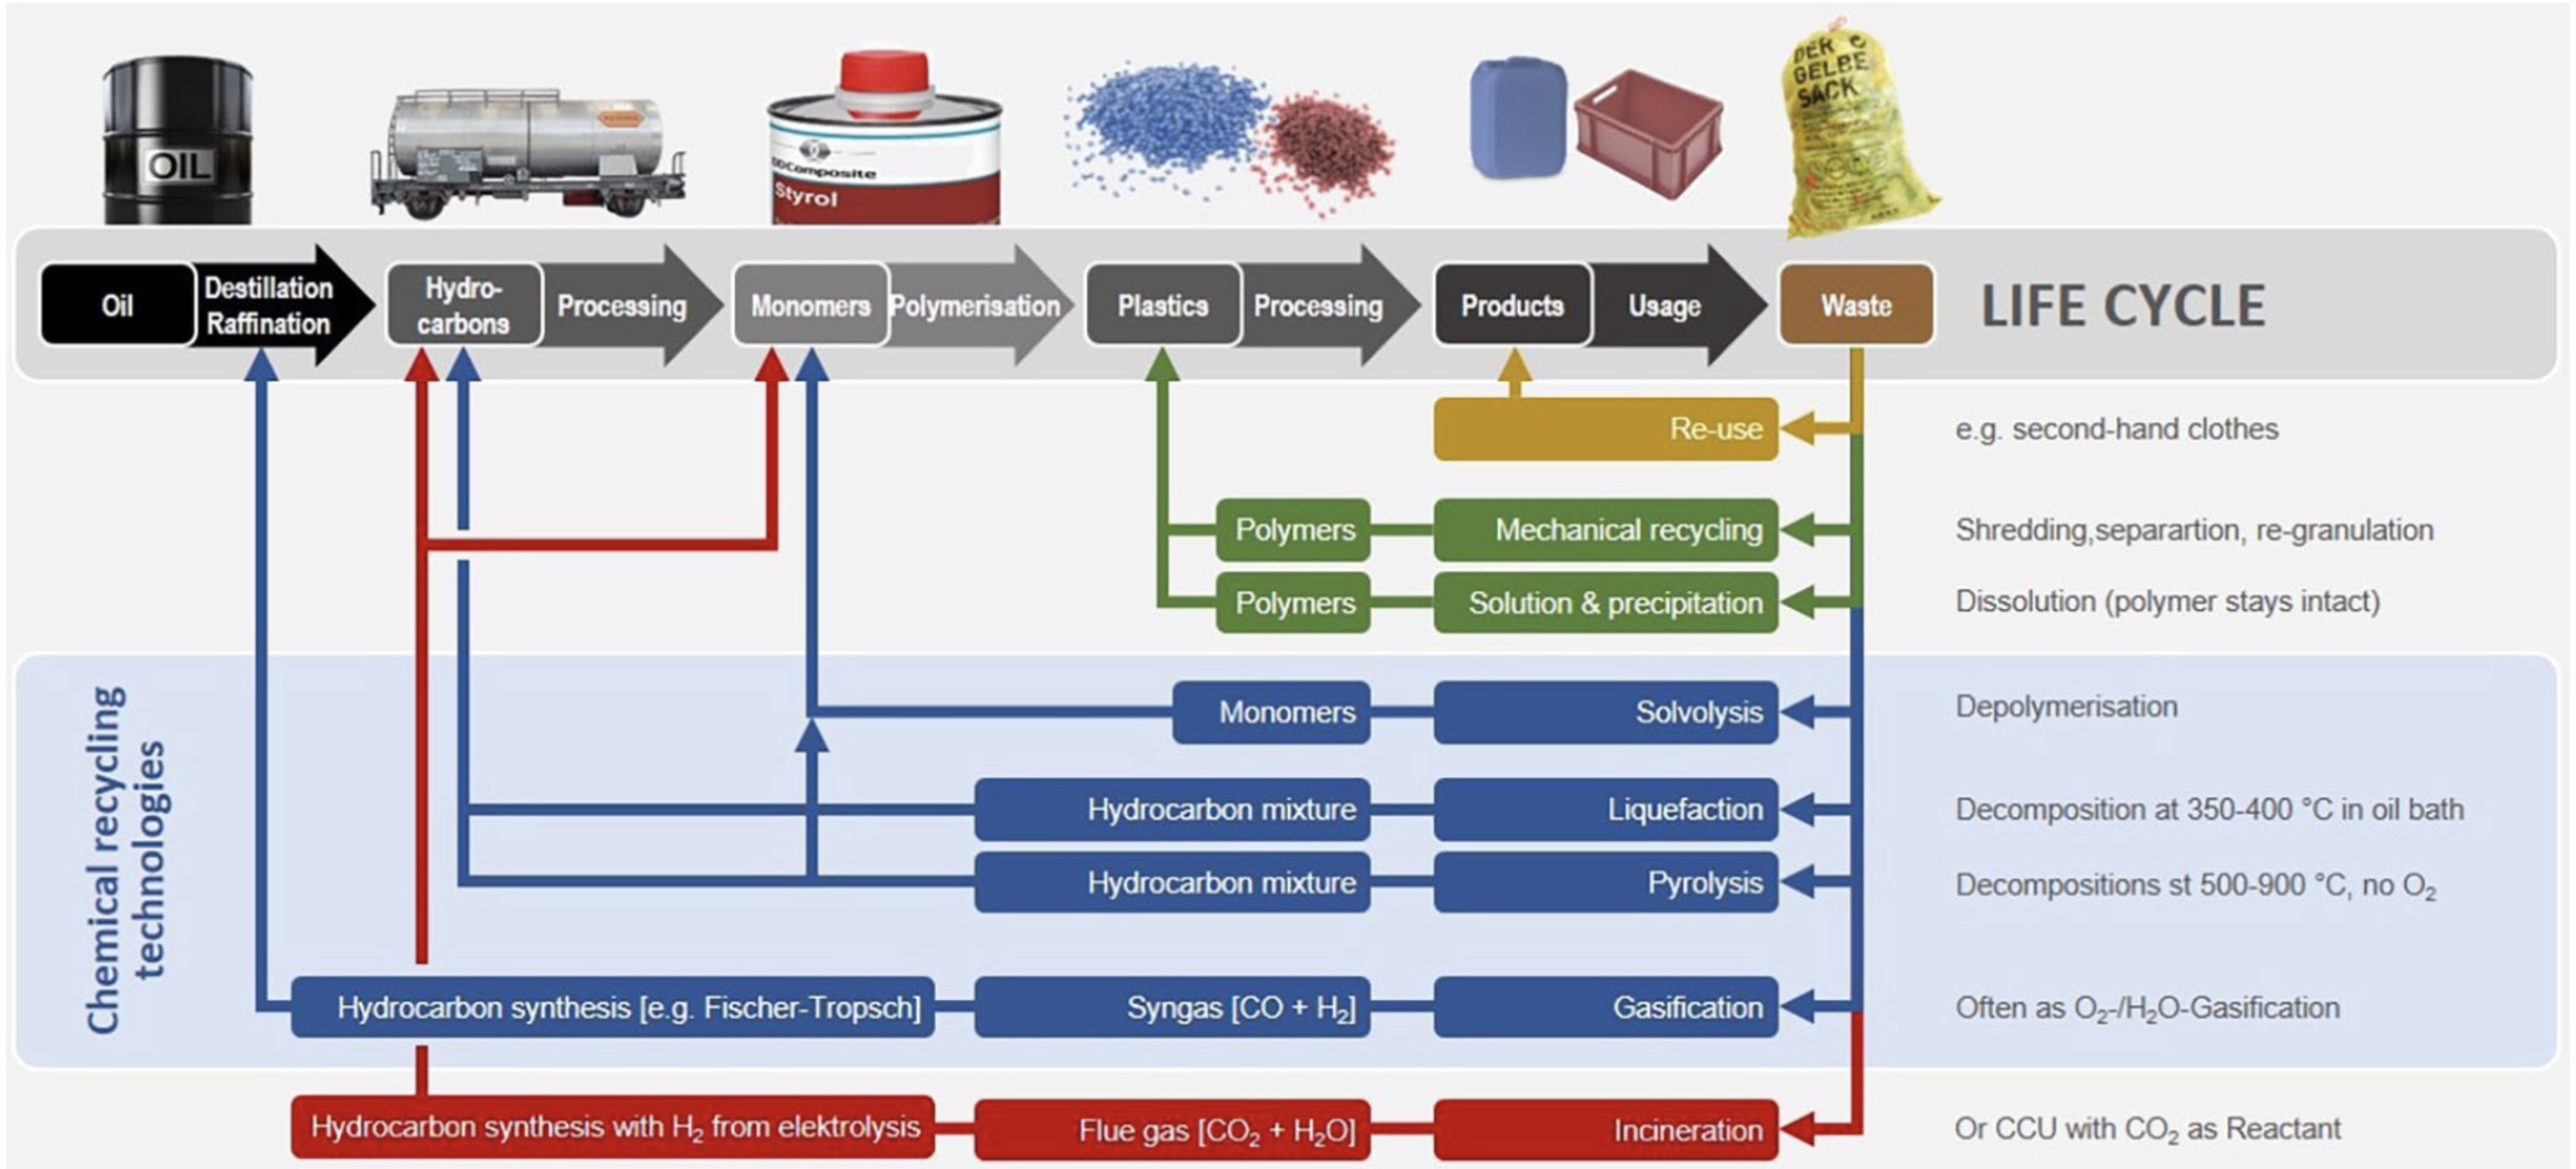 OIL
DDComposite
Styrol
DER
GELBE
SACK
Oil
Destillation
Raffination
Hydro-
carbons
Processing
Monomers
Polymerisation
Plastics
Processing
Products
Usage
Waste
LIFE CYCLE
Re-use
e.g. second-hand clothes
Polymers
Mechanical recycling
Shredding,separartion, re-granulation
Polymers
Solution & precipitation
Dissolution (polymer stays intact)
Chemical recycling
technologies
Monomers
Solvolysis
Depolymerisation
Hydrocarbon mixture
Liquefaction
Decomposition at 350-400 °C in oil bath
Hydrocarbon mixture
Pyrolysis
Decompositions st 500-900 °C, no O₂
Hydrocarbon synthesis [e.g. Fischer-Tropsch]
Syngas [CO + H₂]
Gasification
Often as O₂-/H₂O-Gasification
Hydrocarbon synthesis with H₂ from elektrolysis
Flue gas [CO₂ + H₂O]
Incineration
Or CCU with CO₂ as Reactant